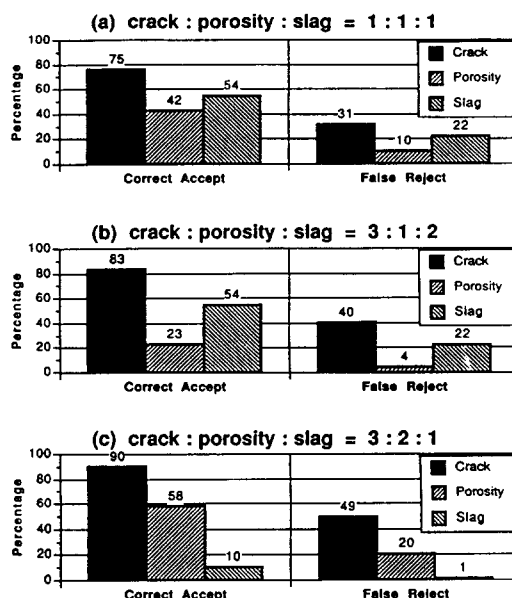 (a) crack : porosity : slag = 1 : 1 : 1
100
80
60
40
20
0
Percentage
75
42
54
31
10
22
Crack
Porosity
Slag
Correct Accept
False Reject
(b) crack : porosity : slag = 3 : 1 : 2
100
80
60
40
20
0
Percentage
83
23
54
40
4
22
Crack
Porosity
Slag
Correct Accept
False Reject
(c) crack : porosity : slag = 3 : 2 : 1
100
80
60
40
20
0
Percentage
90
58
10
49
20
1
Crack
Porosity
Slag
Correct Accept
False Reject